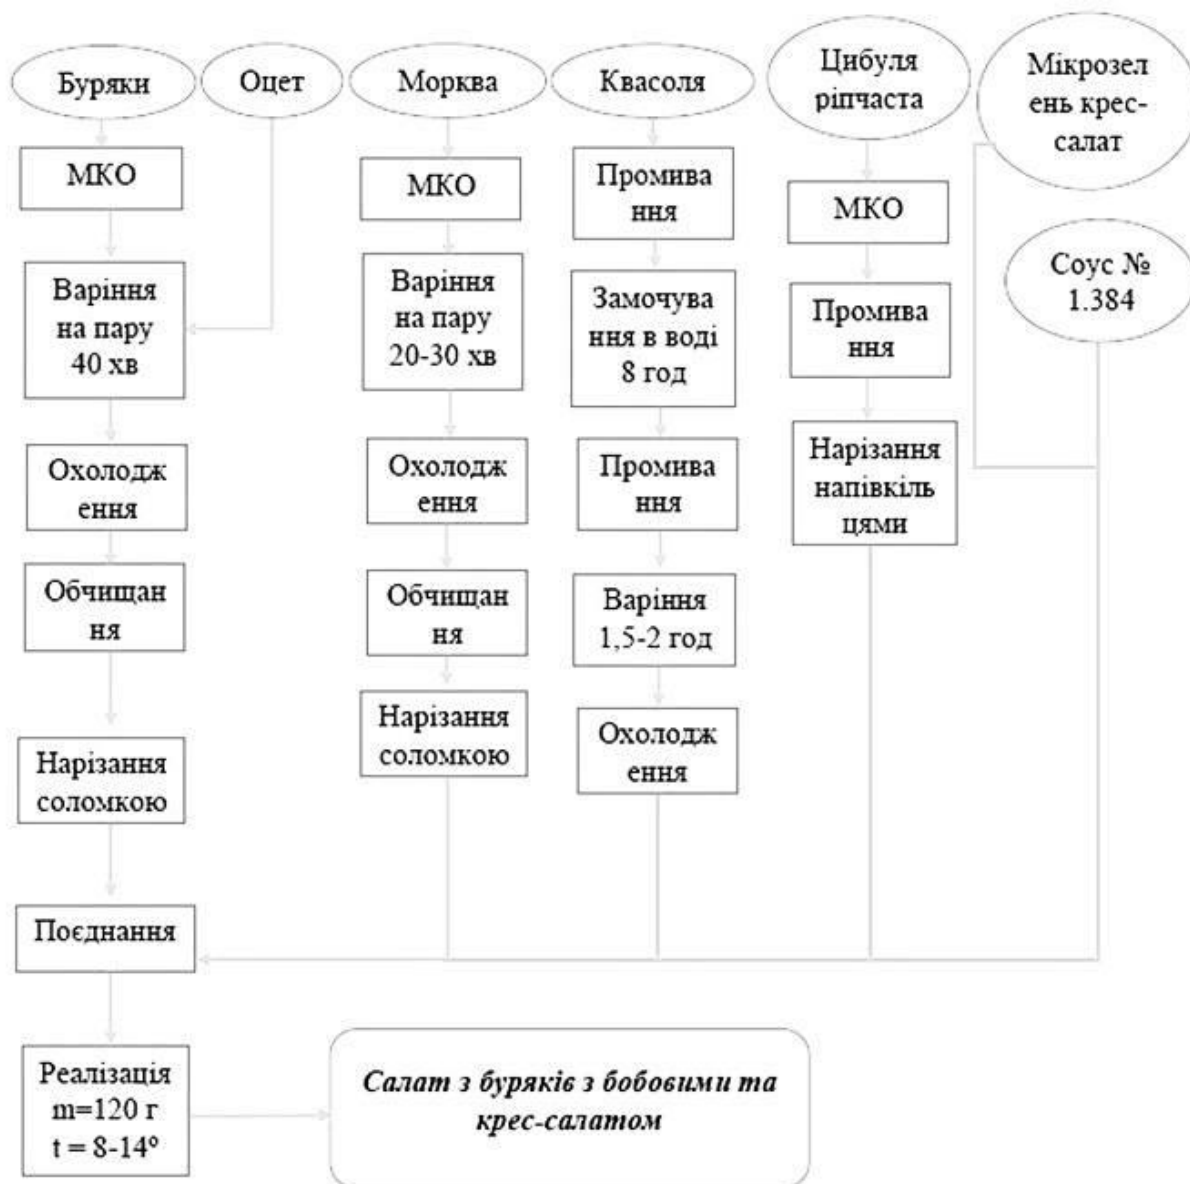 Буряки
Оцет
Морква
Квасоля
Цибуля
ріпчаста
Мікрозел
ень крес-
салат
МКО
МКО
Промива
ння
МКО
Соус №
1.384
Варіння
на пару
40 хв
Варіння
на пару
20-30 хв
Замочува
ння в воді
8 год
Промива
ння
Охолодж
ення
Охолодж
ення
Промива
ння
Нарізання
напівкіль
цями
Обчищан
ня
Обчищан
ня
Варіння
1,5-2 год
Нарізання
соломкою
Нарізання
соломкою
Охолодж
ення
Поєднання
Реалізація
m=120 г
t = 8-14º
Салат з буряків з бобовими та
крес-салатом